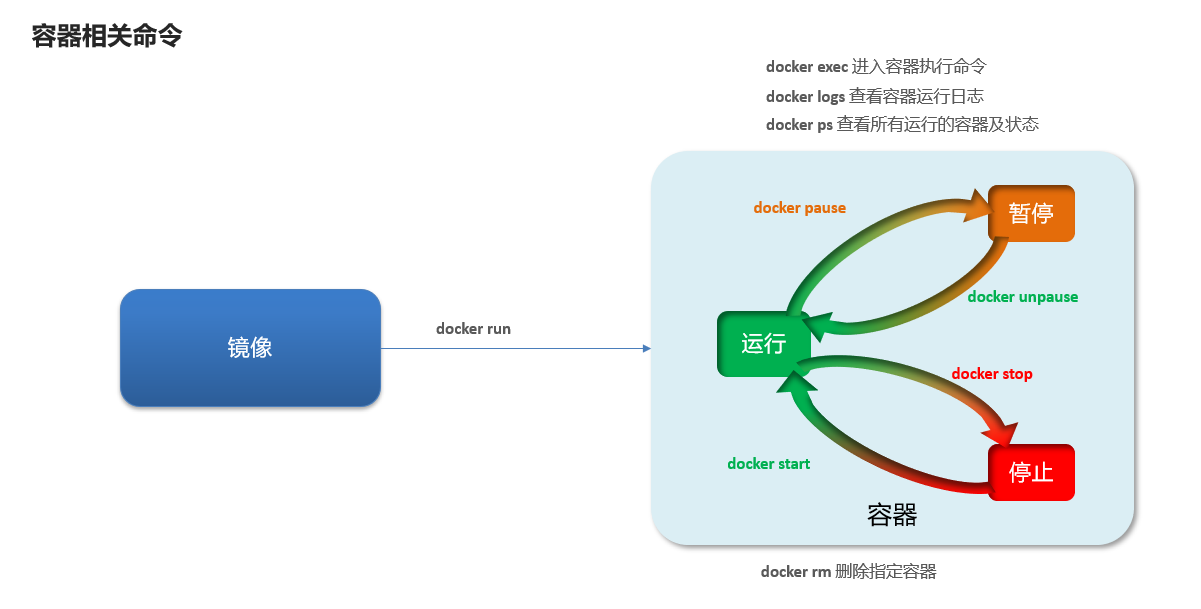 容器相关命令
docker exec 进入容器执行命令
docker logs 查看容器运行日志
docker ps 查看所有运行的容器及状态
docker pause
暂停
docker unpause
docker run
镜像
运行
docker stop
docker start
停止
容器
docker rm 删除指定容器